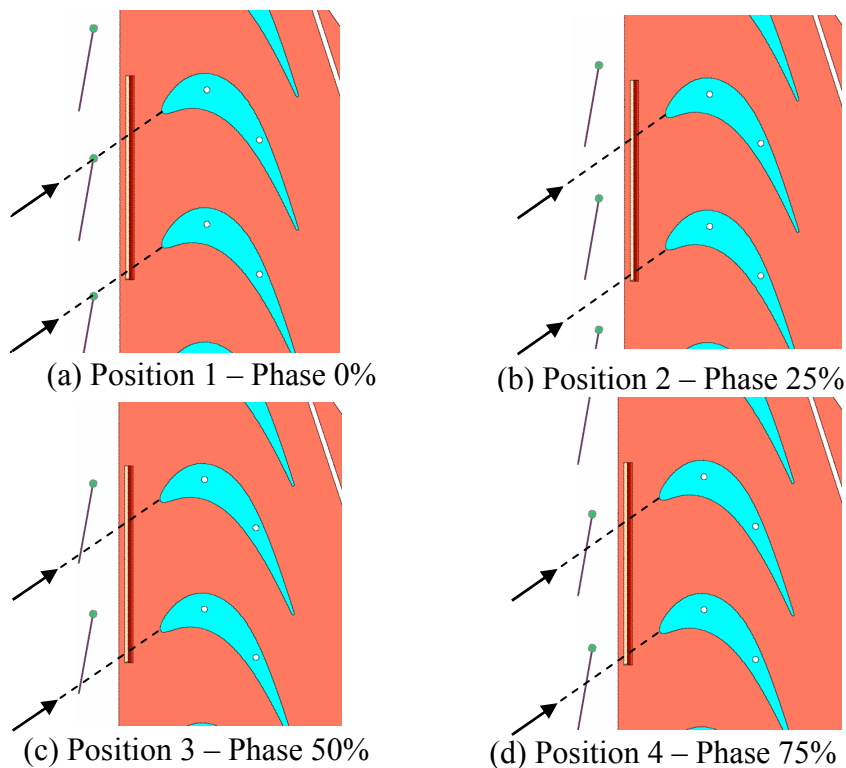 (a) Position 1 – Phase 0%
(b) Position 2 – Phase 25%
(c) Position 3 – Phase 50%
(d) Position 4 – Phase 75%